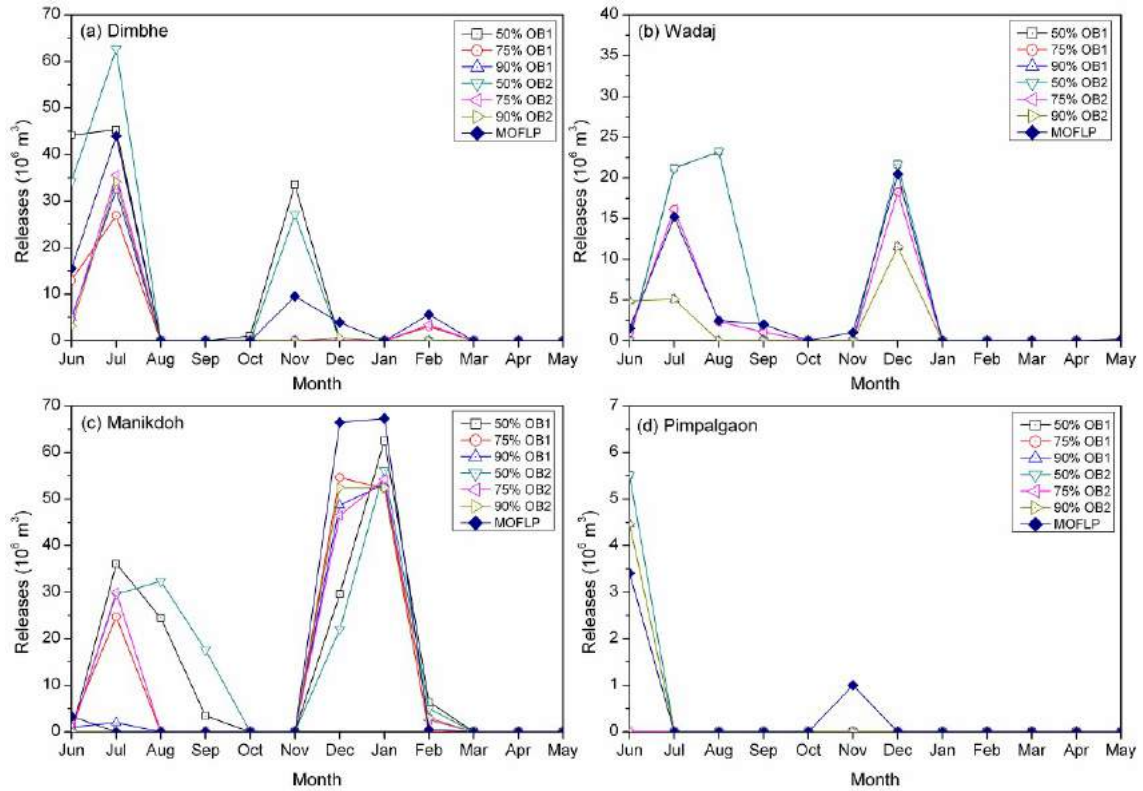 (a) Dimbhe
50% OB1
75% OB1
90% OB1
50% OB2
75% OB2
90% OB2
MOFLP
70
60
50
40
30
20
10
0
Releases (10⁶ m³)
Jun Jul Aug Sep Oct Nov Dec Jan Feb Mar Apr May
Month
(b) Wadaj
50% OB1
75% OB1
90% OB1
50% OB2
75% OB2
90% OB2
MOFLP
40
35
30
25
20
15
10
5
0
Releases (10⁶ m³)
Jun Jul Aug Sep Oct Nov Dec Jan Feb Mar Apr May
Month
(c) Manikdoh
50% OB1
75% OB1
90% OB1
50% OB2
75% OB2
90% OB2
MOFLP
70
60
50
40
30
20
10
0
Releases (10⁶ m³)
Jun Jul Aug Sep Oct Nov Dec Jan Feb Mar Apr May
Month
(d) Pimpalgaon
50% OB1
75% OB1
90% OB1
50% OB2
75% OB2
90% OB2
MOFLP
7
6
5
4
3
2
1
0
Releases (10⁶ m³)
Jun Jul Aug Sep Oct Nov Dec Jan Feb Mar Apr May
Month